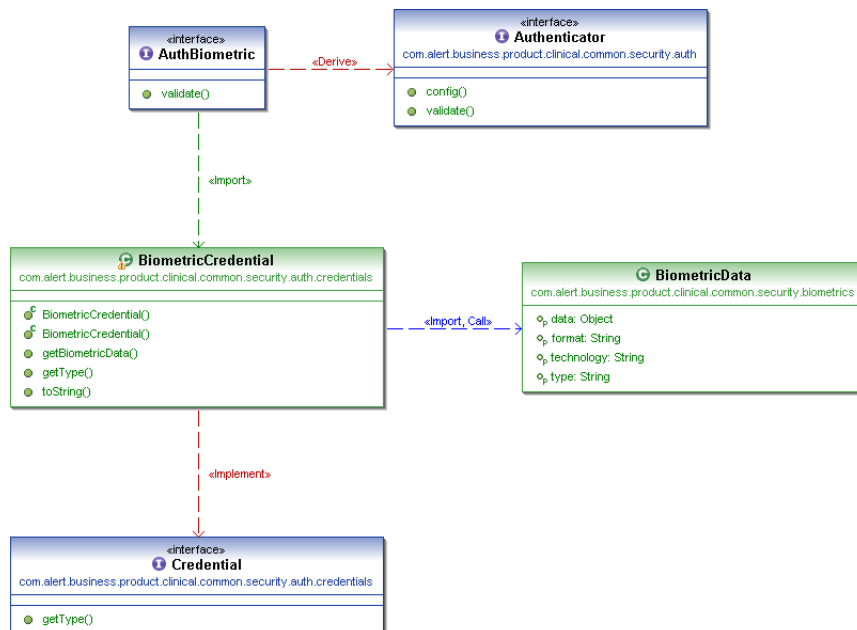 «interface»
AuthBiometric
validate()
«Derive»
«interface»
Authenticator
com.alert.business.product.clinical.common.security.auth
config()
validate()
«Import»
BiometricCredential
com.alert.business.product.clinical.common.security.auth.credentials
BiometricCredential()
BiometricCredential()
getBiometricData()
getType()
toString()
«Import, Call»
BiometricData
com.alert.business.product.clinical.common.security.biometrics
data: Object
format: String
technology: String
type: String
«Implement»
«interface»
Credential
com.alert.business.product.clinical.common.security.auth.credentials
getType()